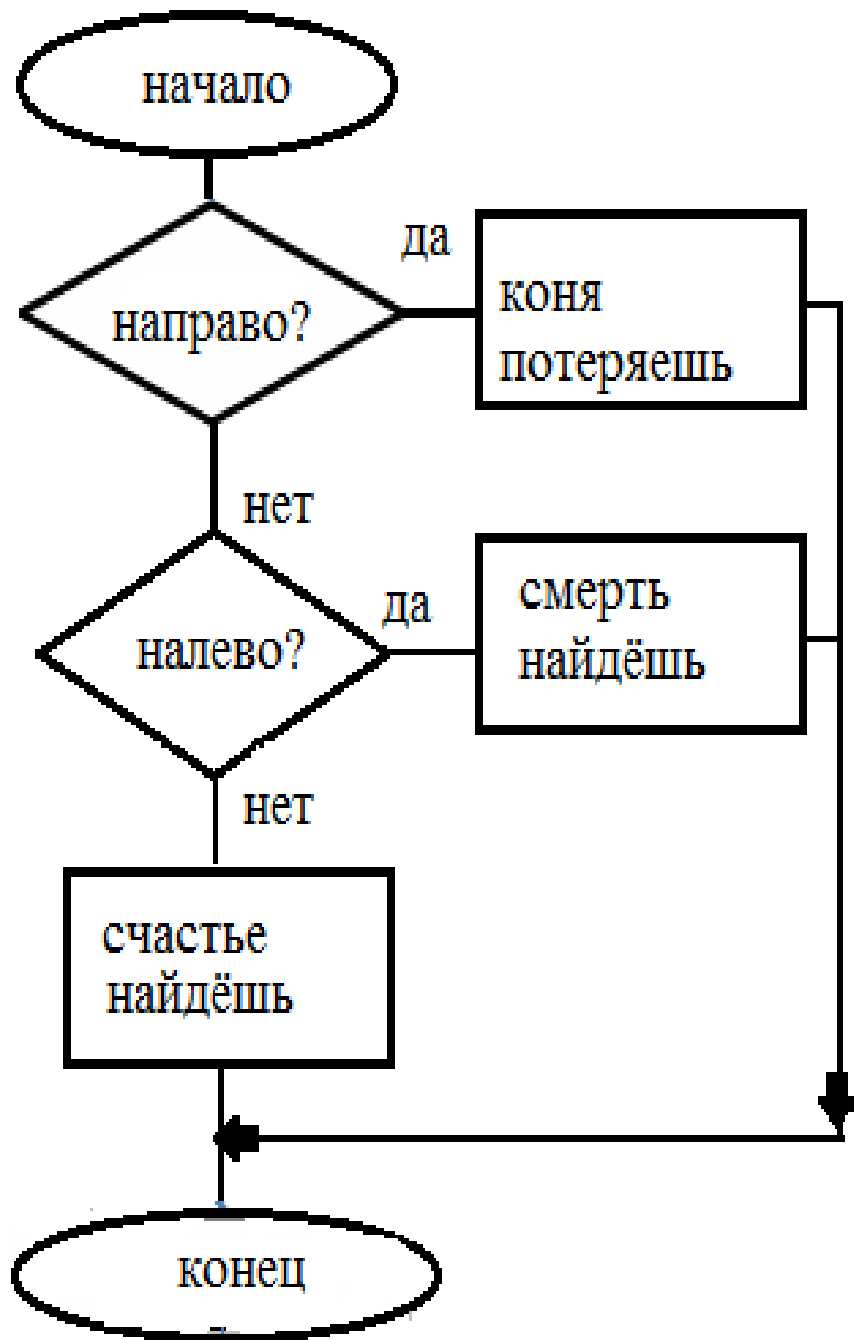 начало
да
направо?
коня
потеряешь
нет
да
налево?
смерть
найдёшь
нет
счастье
найдёшь
конец